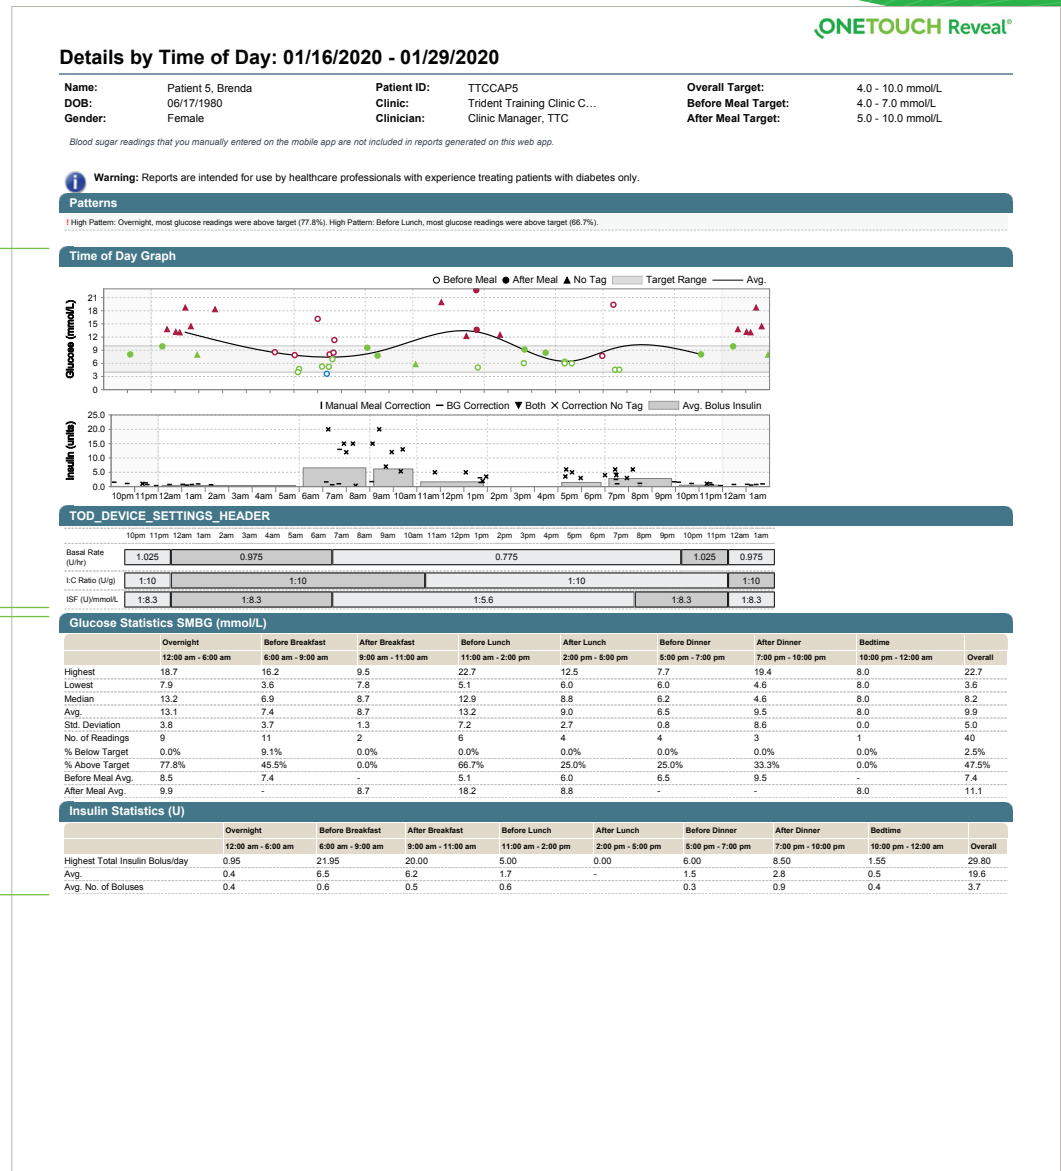 ONETOUCH Reveal®
Details by Time of Day: 01/16/2020 - 01/29/2020
Name: Patient 5, Brenda Patient ID: TTCCAP5 Overall Target: 4.0 - 10.0 mmol/L
DOB: 06/17/1980 Clinic: Trident Training Clinic C... Before Meal Target: 4.0 - 7.0 mmol/L
Gender: Female Clinician: Clinic Manager, TTC After Meal Target: 5.0 - 10.0 mmol/L
Blood sugar readings that you manually entered on the mobile app are not included in reports generated on this web app.
Warning: Reports are intended for use by healthcare professionals with experience treating patients with diabetes only.
Patterns
! High Pattern: Overnight, most glucose readings were above target (77.8%). High Pattern: Before Lunch, most glucose readings were above target (66.7%).
Time of Day Graph
Before Meal After Meal No Tag Target Range Avg.
Glucose (mmol/L)
21
18
15
12
9
6
3
0
Manual Meal Correction BG Correction Both Correction No Tag Avg. Bolus Insulin
Insulin (units)
25.0
20.0
15.0
10.0
5.0
0.0
10pm 11pm 12am 1am 2am 3am 4am 5am 6am 7am 8am 9am 10am 11am 12pm 1pm 2pm 3pm 4pm 5pm 6pm 7pm 8pm 9pm 10pm 11pm 12am 1am
TOD_DEVICE_SETTINGS_HEADER
10pm 11pm 12am 1am 2am 3am 4am 5am 6am 7am 8am 9am 10am 11am 12pm 1pm 2pm 3pm 4pm 5pm 6pm 7pm 8pm 9pm 10pm 11pm 12am 1am
Basal Rate (U/hr) 1.025 0.975 0.775 1.025 0.975
I:C Ratio (U/g) 1:10 1:10 1:10 1:10
ISF (U)/mmol/L 1:8.3 1:8.3 1:5.6 1:8.3 1:8.3
Glucose Statistics SMBG (mmol/L)
Overnight Before Breakfast After Breakfast Before Lunch After Lunch Before Dinner After Dinner Bedtime
12:00 am - 6:00 am 6:00 am - 9:00 am 9:00 am - 11:00 am 11:00 am - 2:00 pm 2:00 pm - 5:00 pm 5:00 pm - 7:00 pm 7:00 pm - 10:00 pm 10:00 pm - 12:00 am Overall
Highest 18.7 16.2 9.5 22.7 12.5 7.7 19.4 8.0 22.7
Lowest 7.9 3.6 7.8 5.1 6.0 6.0 4.6 8.0 3.6
Median 13.2 6.9 8.7 12.9 8.8 6.2 4.6 8.0 8.2
Avg. 13.1 7.4 8.7 13.2 9.0 6.5 9.5 8.0 9.9
Std. Deviation 3.8 3.7 1.3 7.2 2.7 0.8 8.6 0.0 5.0
No. of Readings 9 11 2 6 4 4 3 1 40
% Below Target 0.0% 9.1% 0.0% 0.0% 0.0% 0.0% 0.0% 0.0% 2.5%
% Above Target 77.8% 45.5% 0.0% 66.7% 25.0% 25.0% 33.3% 0.0% 47.5%
Before Meal Avg. 8.5 7.4 - 5.1 6.0 6.5 9.5 - 7.4
After Meal Avg. 9.9 - 8.7 18.2 8.8 - - 8.0 11.1
Insulin Statistics (U)
Overnight Before Breakfast After Breakfast Before Lunch After Lunch Before Dinner After Dinner Bedtime
12:00 am - 6:00 am 6:00 am - 9:00 am 9:00 am - 11:00 am 11:00 am - 2:00 pm 2:00 pm - 5:00 pm 5:00 pm - 7:00 pm 7:00 pm - 10:00 pm 10:00 pm - 12:00 am Overall
Highest Total Insulin Bolus/day 0.95 21.95 20.00 5.00 0.00 6.00 8.50 1.55 29.80
Avg. 0.4 6.5 6.2 1.7 - 1.5 2.8 0.5 19.6
Avg. No. of Boluses 0.4 0.6 0.5 0.6 0.3 0.9 0.4 3.7